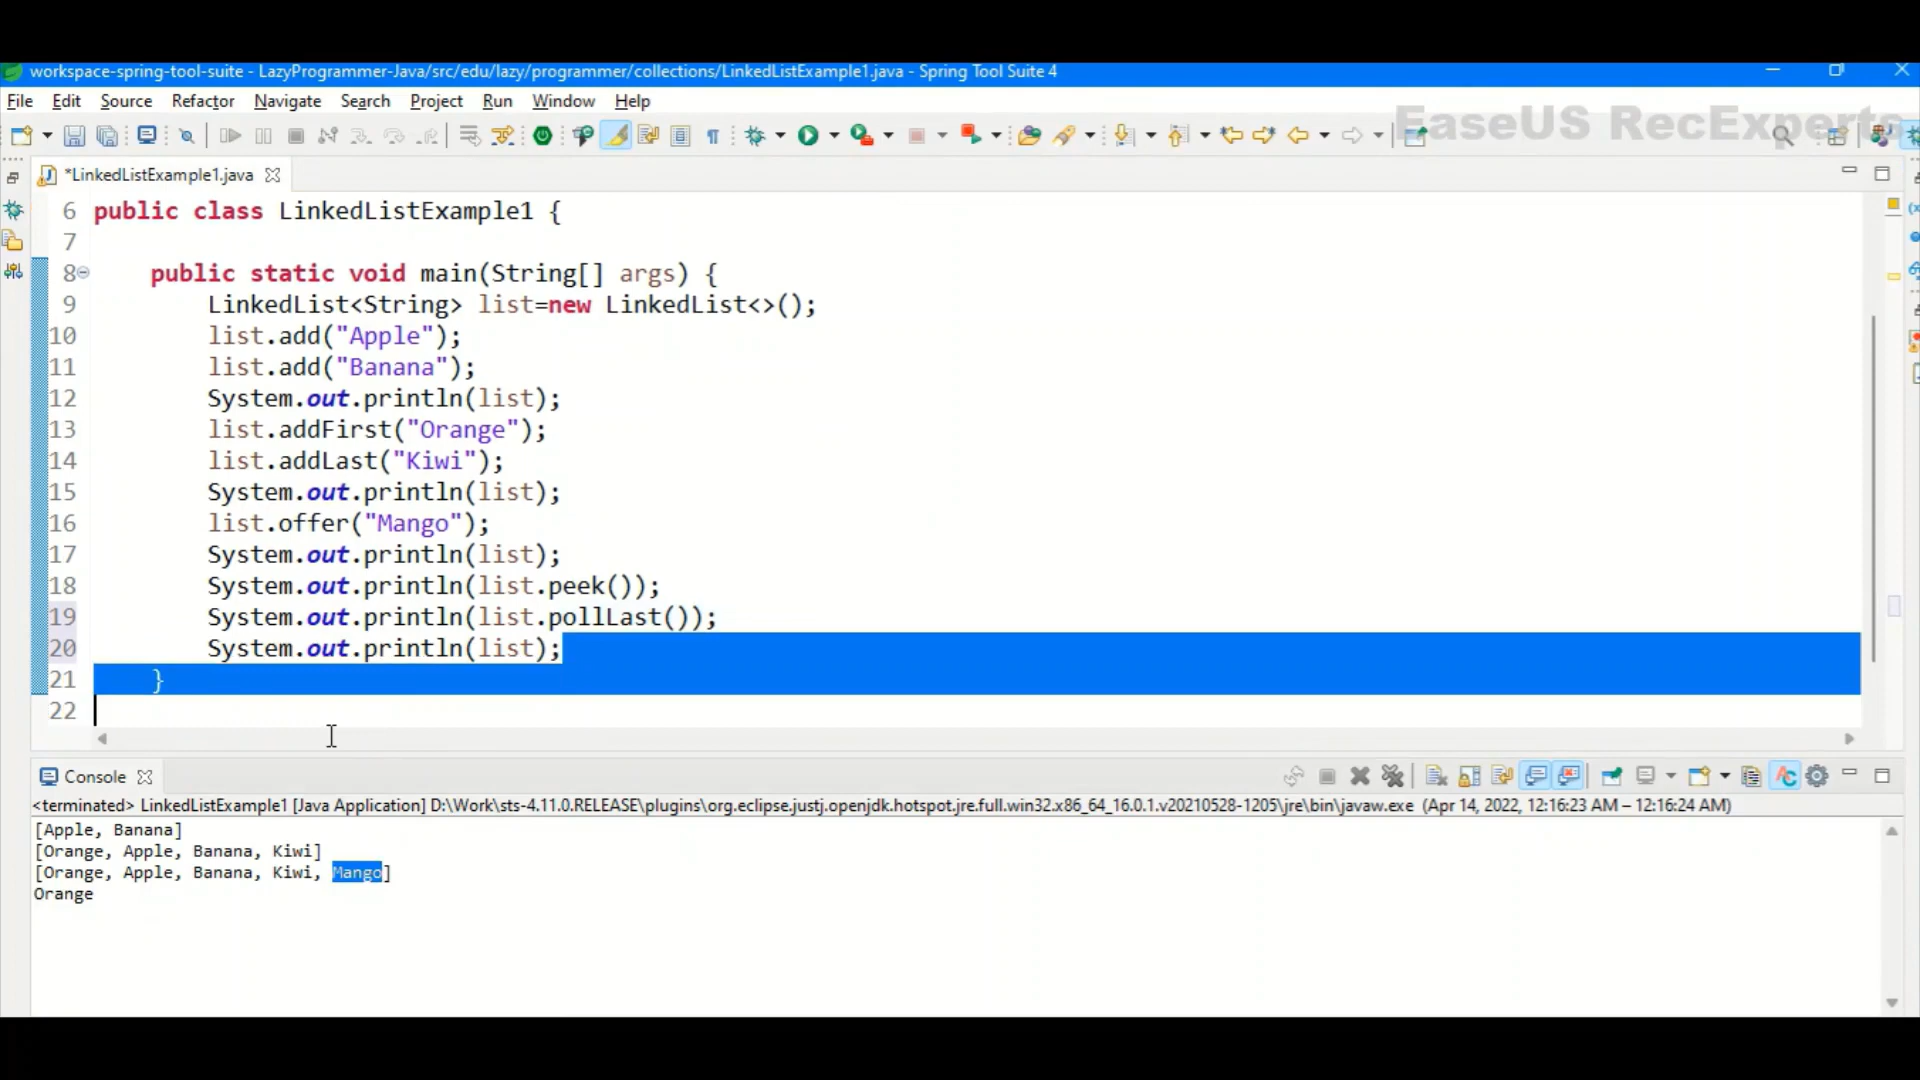 workspace-spring-tool-suite - LazyProgrammer-Java/src/edu/lazy/programmer/collections/LinkedListExample1.java - Spring Tool Suite 4
File Edit Source Refactor Navigate Search Project Run Window Help
EaseUS RecExperts
*LinkedListExample1.java
6 public class LinkedListExample1 {
7
8 public static void main(String[] args) {
9 LinkedList<String> list=new LinkedList<>();
10 list.add("Apple");
11 list.add("Banana");
12 System.out.println(list);
13 list.addFirst("Orange");
14 list.addLast("Kiwi");
15 System.out.println(list);
16 list.offer("Mango");
17 System.out.println(list);
18 System.out.println(list.peek());
19 System.out.println(list.pollLast());
20 System.out.println(list);
21 }
22
Console
<terminated> LinkedListExample1 [Java Application] D:\Work\sts-4.11.0.RELEASE\plugins\org.eclipse.justj.openjdk.hotspot.jre.full.win32.x86_64_16.0.1.v20210528-1205\jre\bin\javaw.exe (Apr 14, 2022, 12:16:23 AM – 12:16:24 AM)
[Apple, Banana]
[Orange, Apple, Banana, Kiwi]
[Orange, Apple, Banana, Kiwi, Mango]
Orange